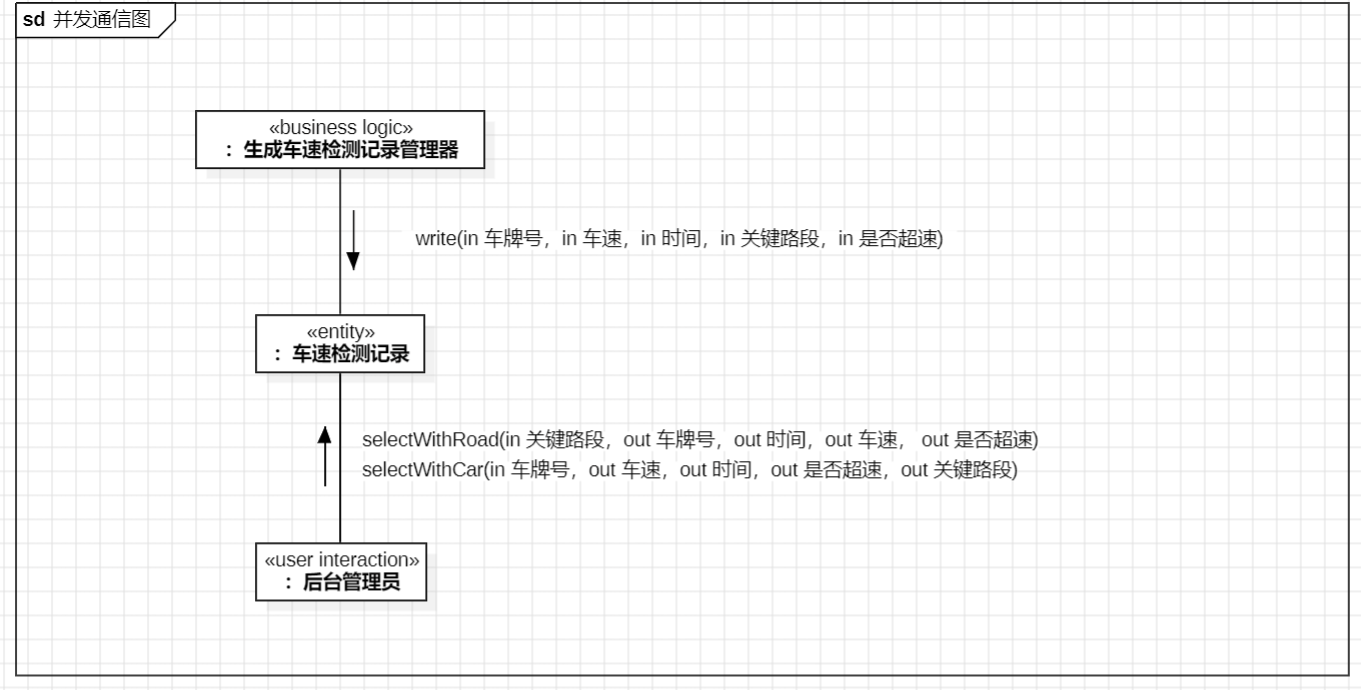 sd 并发通信图
«business logic»
：生成车速检测记录管理器
write(in 车牌号，in 车速，in 时间，in 关键路段，in 是否超速)
«entity»
：车速检测记录
selectWithRoad(in 关键路段，out 车牌号，out 时间，out 车速， out 是否超速)
selectWithCar(in 车牌号，out 车速，out 时间，out 是否超速，out 关键路段)
«user interaction»
：后台管理员